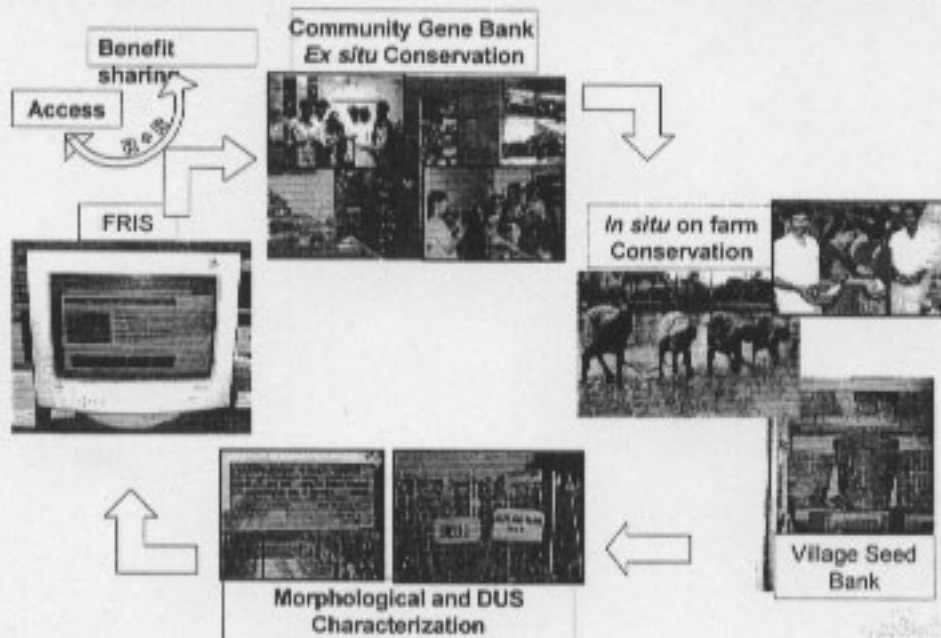 Benefit
sharing
Access
FRIS
Community Gene Bank
Ex situ Conservation
In situ on farm
Conservation
Village Seed
Bank
Morphological and DUS
Characterization